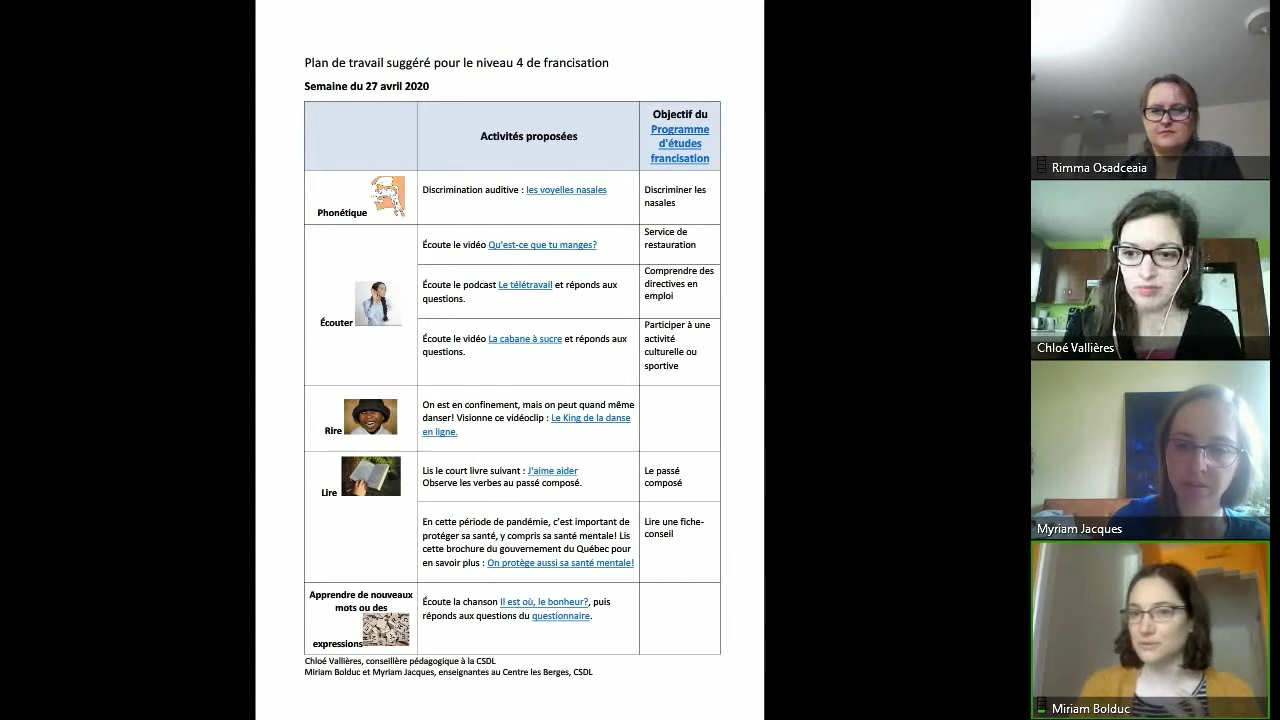 Plan de travail suggéré pour le niveau 4 de francisation
Semaine du 27 avril 2020
Activités proposées
Objectif du
Programme
d'études
francisation
Phonétique
Discrimination auditive : les voyelles nasales
Discriminer les
nasales
Écouter
Écoute le vidéo Qu'est-ce que tu manges?
Service de
restauration
Écoute le podcast Le télétravail et réponds aux
questions.
Comprendre des
directives en
emploi
Écoute le vidéo La cabane à sucre et réponds aux
questions.
Participer à une
activité
culturelle ou
sportive
Rire
On est en confinement, mais on peut quand même
danser! Visionne ce vidéoclip : Le King de la danse
en ligne.
Lire
Lis le court livre suivant : J'aime aider
Observe les verbes au passé composé.
Le passé
composé
En cette période de pandémie, c'est important de
protéger sa santé, y compris sa santé mentale! Lis
cette brochure du gouvernement du Québec pour
en savoir plus : On protège aussi sa santé mentale!
Lire une fiche-
conseil
Apprendre de nouveaux
mots ou des
expressions
Écoute la chanson Il est où, le bonheur?, puis
réponds aux questions du questionnaire.
Chloé Vallières, conseillère pédagogique à la CSDL
Miriam Bolduc et Myriam Jacques, enseignantes au Centre les Berges, CSDL
Rimma Osadceaia
Chloé Vallières
Myriam Jacques
Miriam Bolduc